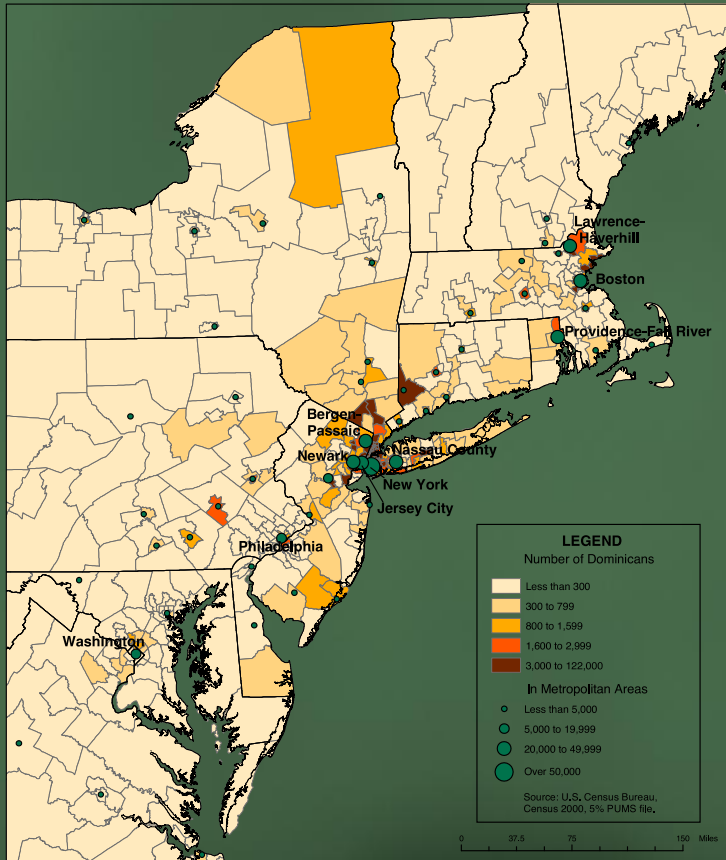 Lawrence-
Haverhill
Boston
Providence-Fall River
Bergen-
Passaic
Newark
Nassau County
New York
Jersey City
Philadelphia
Washington
LEGEND
Number of Dominicans
Less than 300
300 to 799
800 to 1,599
1,600 to 2,999
3,000 to 122,000
In Metropolitan Areas
Less than 5,000
5,000 to 19,999
20,000 to 49,999
Over 50,000
Source: U.S. Census Bureau,
Census 2000, 5% PUMS file.
0 37.5 75 150 Miles